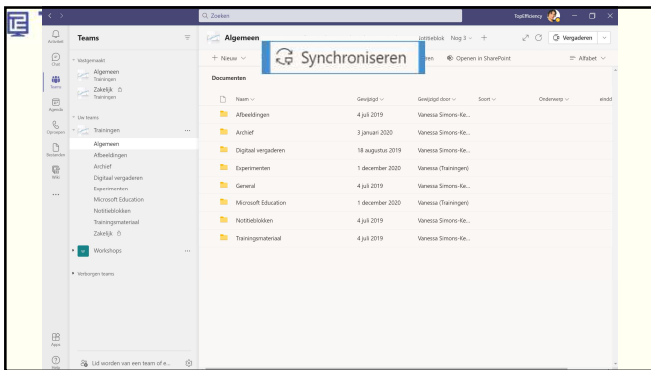 Zoeken
TopEfficiency
Activiteit
Chat
Teams
Agenda
Oproepen
Bestanden
Wiki
Apps
Help
Teams
Vastgemaakt
Algemeen
Trainingen
Zakelijk
Trainingen
Uw teams
Trainingen
Algemeen
Afbeeldingen
Archief
Digitaal vergaderen
Experimenten
Microsoft Education
Notitieblokken
Trainingsmateriaal
Zakelijk
Workshops
Verborgen teams
Lid worden van een team of e...
Algemeen
Nog 3
Vergaderen
Synchroniseren
Nieuw
Openen in SharePoint
Alfabet
Documenten
Naam Gewijzigd Gewijzigd door Soort Onderwerp
Afbeeldingen 4 juli 2019 Vanessa Simons-Ke...
Archief 3 januari 2020 Vanessa Simons-Ke...
Digitaal vergaderen 18 augustus 2019 Vanessa Simons-Ke...
Experimenten 1 december 2020 Vanessa (Trainingen)
General 4 juli 2019 Vanessa Simons-Ke...
Microsoft Education 1 december 2020 Vanessa (Trainingen)
Notitieblokken 4 juli 2019 Vanessa Simons-Ke...
Trainingsmateriaal 4 juli 2019 Vanessa Simons-Ke...